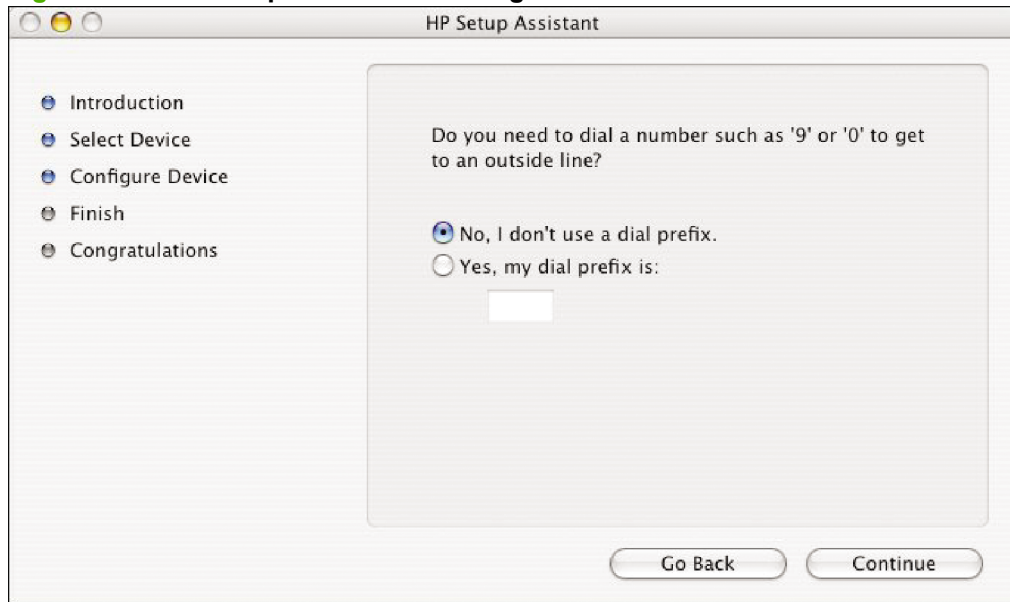 HP Setup Assistant
Introduction
Select Device
Configure Device
Finish
Congratulations
Do you need to dial a number such as '9' or '0' to get
to an outside line?
No, I don't use a dial prefix.
Yes, my dial prefix is:
Go Back
Continue